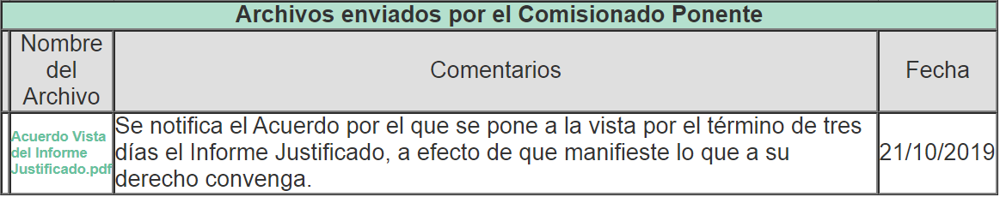 Archivos enviados por el Comisionado Ponente
Nombre
del
Archivo
Comentarios
Fecha
Acuerdo Vista
del Informe
Justificado.pdf
Se notifica el Acuerdo por el que se pone a la vista por el término de tres
días el Informe Justificado, a efecto de que manifieste lo que a su
derecho convenga.
21/10/2019